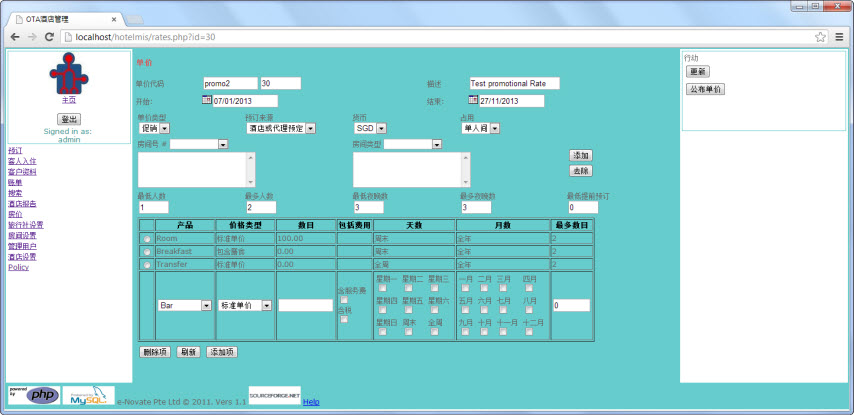 OTA酒店管理
localhost/hotelmis/rates.php?id=30
主页
登出
Signed in as:
admin
预订
客人入住
客户资料
账单
搜索
酒店报告
房价
旅行社设置
房间设置
管理用户
酒店设置
Policy
单价
单价代码 promo2 30 描述 Test promotional Rate
开始: 07/01/2013 结束: 27/11/2013
单价类型 预订来源 货币 占用
促销 酒店或代理预定 SGD 单人间
房间号 # 房间类型
添加
去除
最低人数 最多人数 最低夜晚数 最多夜晚数 最低提前预订
1 2 3 3 0
产品 价格类型 数目 包括费用 天数 月数 最多数目
Room 标准单价 100.00 周末 全年 2
Breakfast 包含膳食 0.00 周末 全年 2
Transfer 标准单价 0.00 全周 全年 2
Bar 标准单价 0
含服务费
含税
星期一 星期二 星期三
星期四 星期五 星期六
星期日 周末 全周
一月 二月 三月 四月
五月 六月 七月 八月
九月 十月 十一月 十二月
删除项 刷新 添加项
行动
更新
公布单价
powered by php
MySQL
e-Novate Pte Ltd © 2011. Vers 1.1 SOURCEFORGE.NET Help